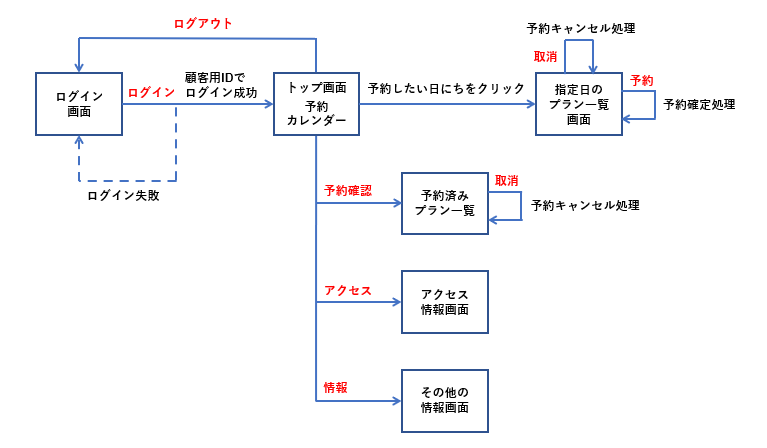 ログアウト
予約キャンセル処理
取消
ログイン
画面
ログイン
顧客用IDで
ログイン成功
トップ画面
予約
カレンダー
予約したい日にちをクリック
指定日の
プラン一覧
画面
予約
予約確定処理
ログイン失敗
予約確認
予約済み
プラン一覧
取消
予約キャンセル処理
アクセス
アクセス
情報画面
情報
その他の
情報画面